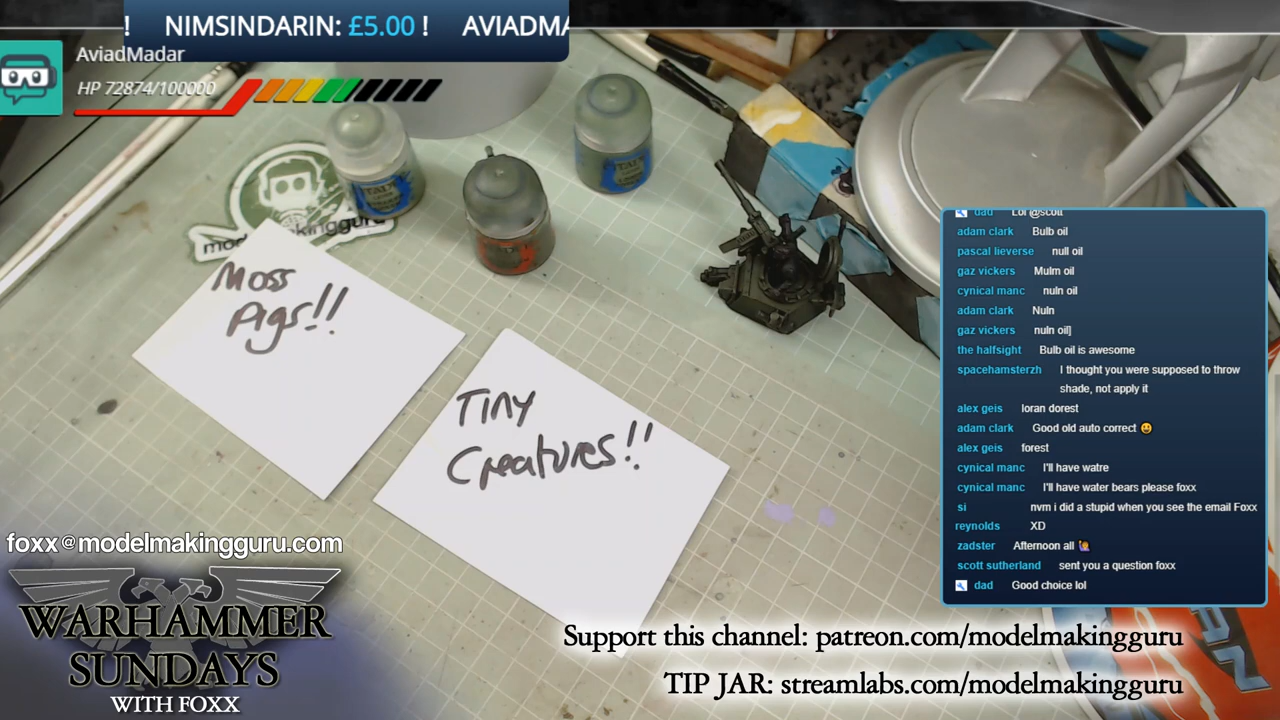 ! NIMSINDARIN: £5.00 ! AVIADMA
AviadMadar
HP 72874/100000
Moss
Pigs!!
Tiny
Creatures!!
dad Lol @scott
adam clark Bulb oil
pascal lieverse null oil
gaz vickers Mulm oil
cynical manc nuln oil
adam clark Nuln
gaz vickers nuln oil]
the halfsight Bulb oil is awesome
spacehamsterzh I thought you were supposed to throw
shade, not apply it
alex geis loran dorest
adam clark Good old auto correct 😀
alex geis forest
cynical manc I'll have watre
cynical manc I'll have water bears please foxx
si nvm i did a stupid when you see the email Foxx
reynolds XD
zadster Afternoon all 🙋
scott sutherland sent you a question foxx
dad Good choice lol
foxx@modelmakingguru.com
WARHAMMER
SUNDAYS
WITH FOXX
Support this channel: patreon.com/modelmakingguru
TIP JAR: streamlabs.com/modelmakingguru